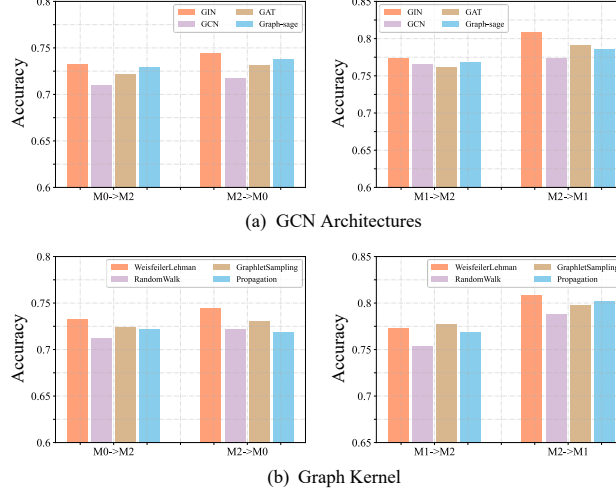 0.8
0.75
0.7
0.65
0.6
Accuracy
GIN
GAT
GCN
Graph-sage
M0->M2
M2->M0
0.85
0.8
0.75
0.7
0.65
0.6
Accuracy
GIN
GAT
GCN
Graph-sage
M1->M2
M2->M1
(a) GCN Architectures
0.8
0.75
0.7
0.65
0.6
Accuracy
WeisfeilerLehman
GraphletSampling
RandomWalk
Propagation
M0->M2
M2->M0
0.85
0.8
0.75
0.7
0.65
Accuracy
WeisfeilerLehman
GraphletSampling
RandomWalk
Propagation
M1->M2
M2->M1
(b) Graph Kernel